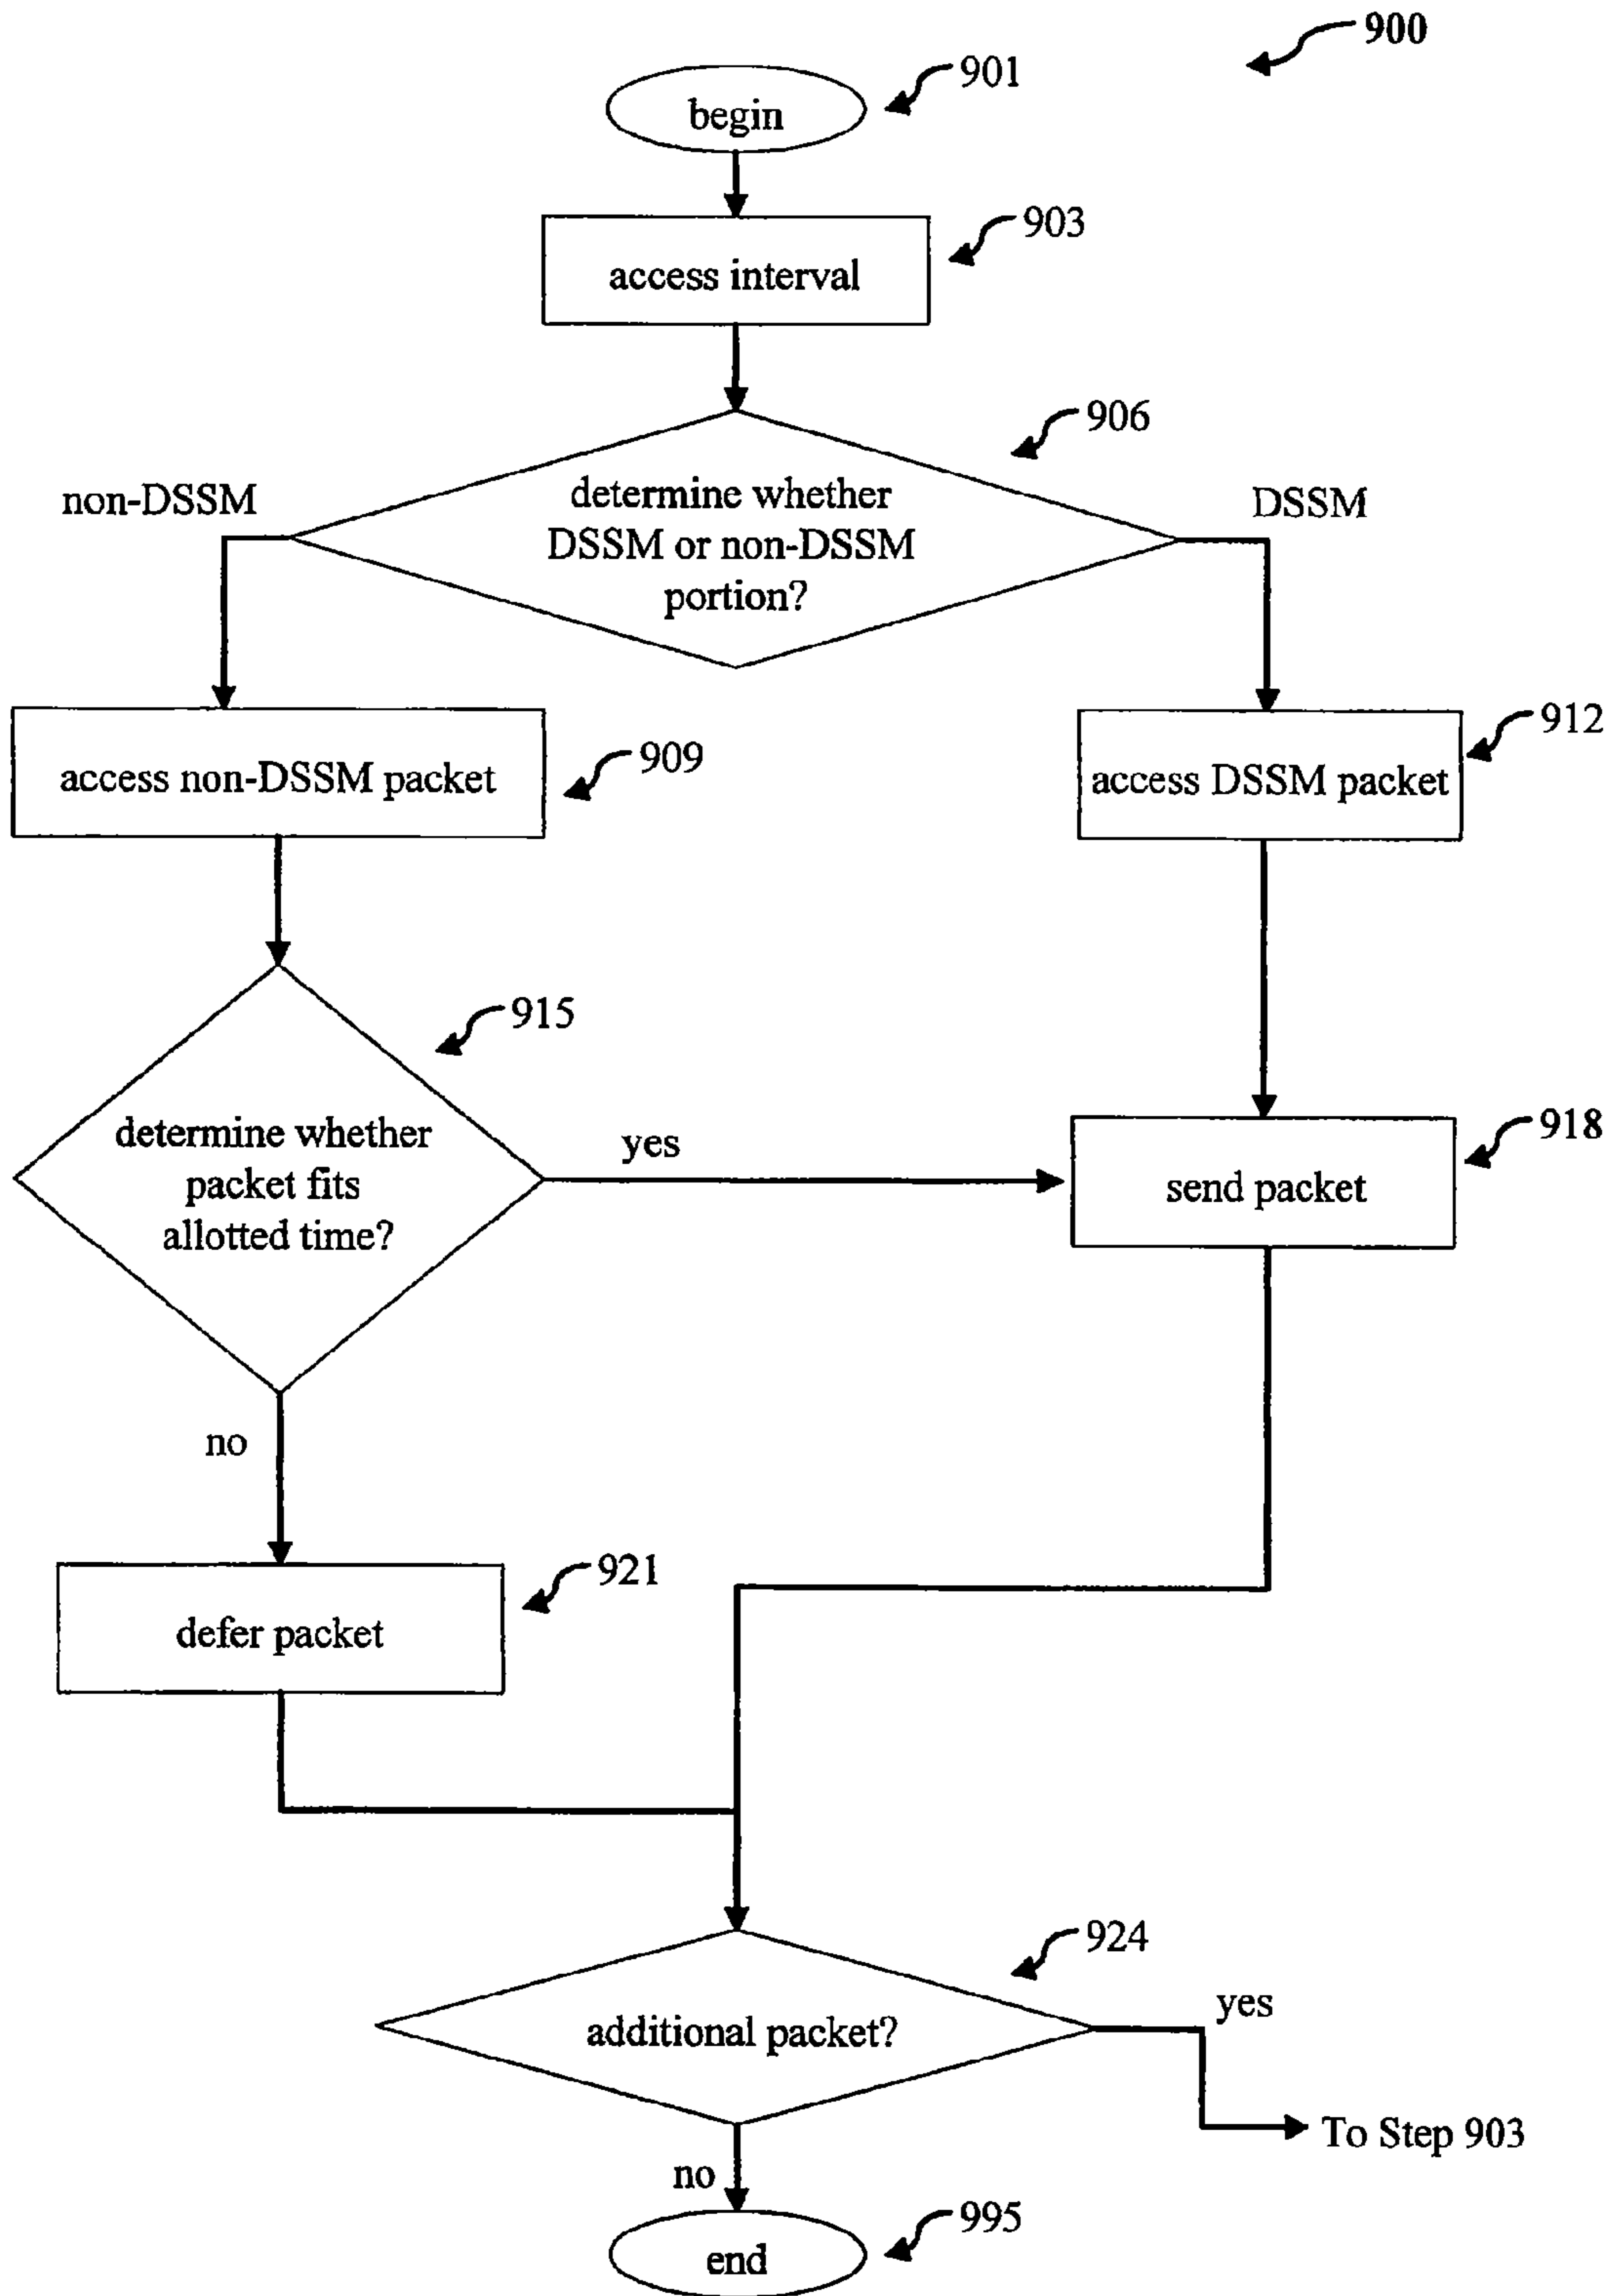 900
901
begin
903
access interval
906
non-DSSM
determine whether
DSSM or non-DSSM
portion?
DSSM
912
access non-DSSM packet
909
access DSSM packet
915
determine whether
packet fits
allotted time?
yes
918
send packet
no
921
defer packet
924
additional packet?
yes
To Step 903
no
995
end